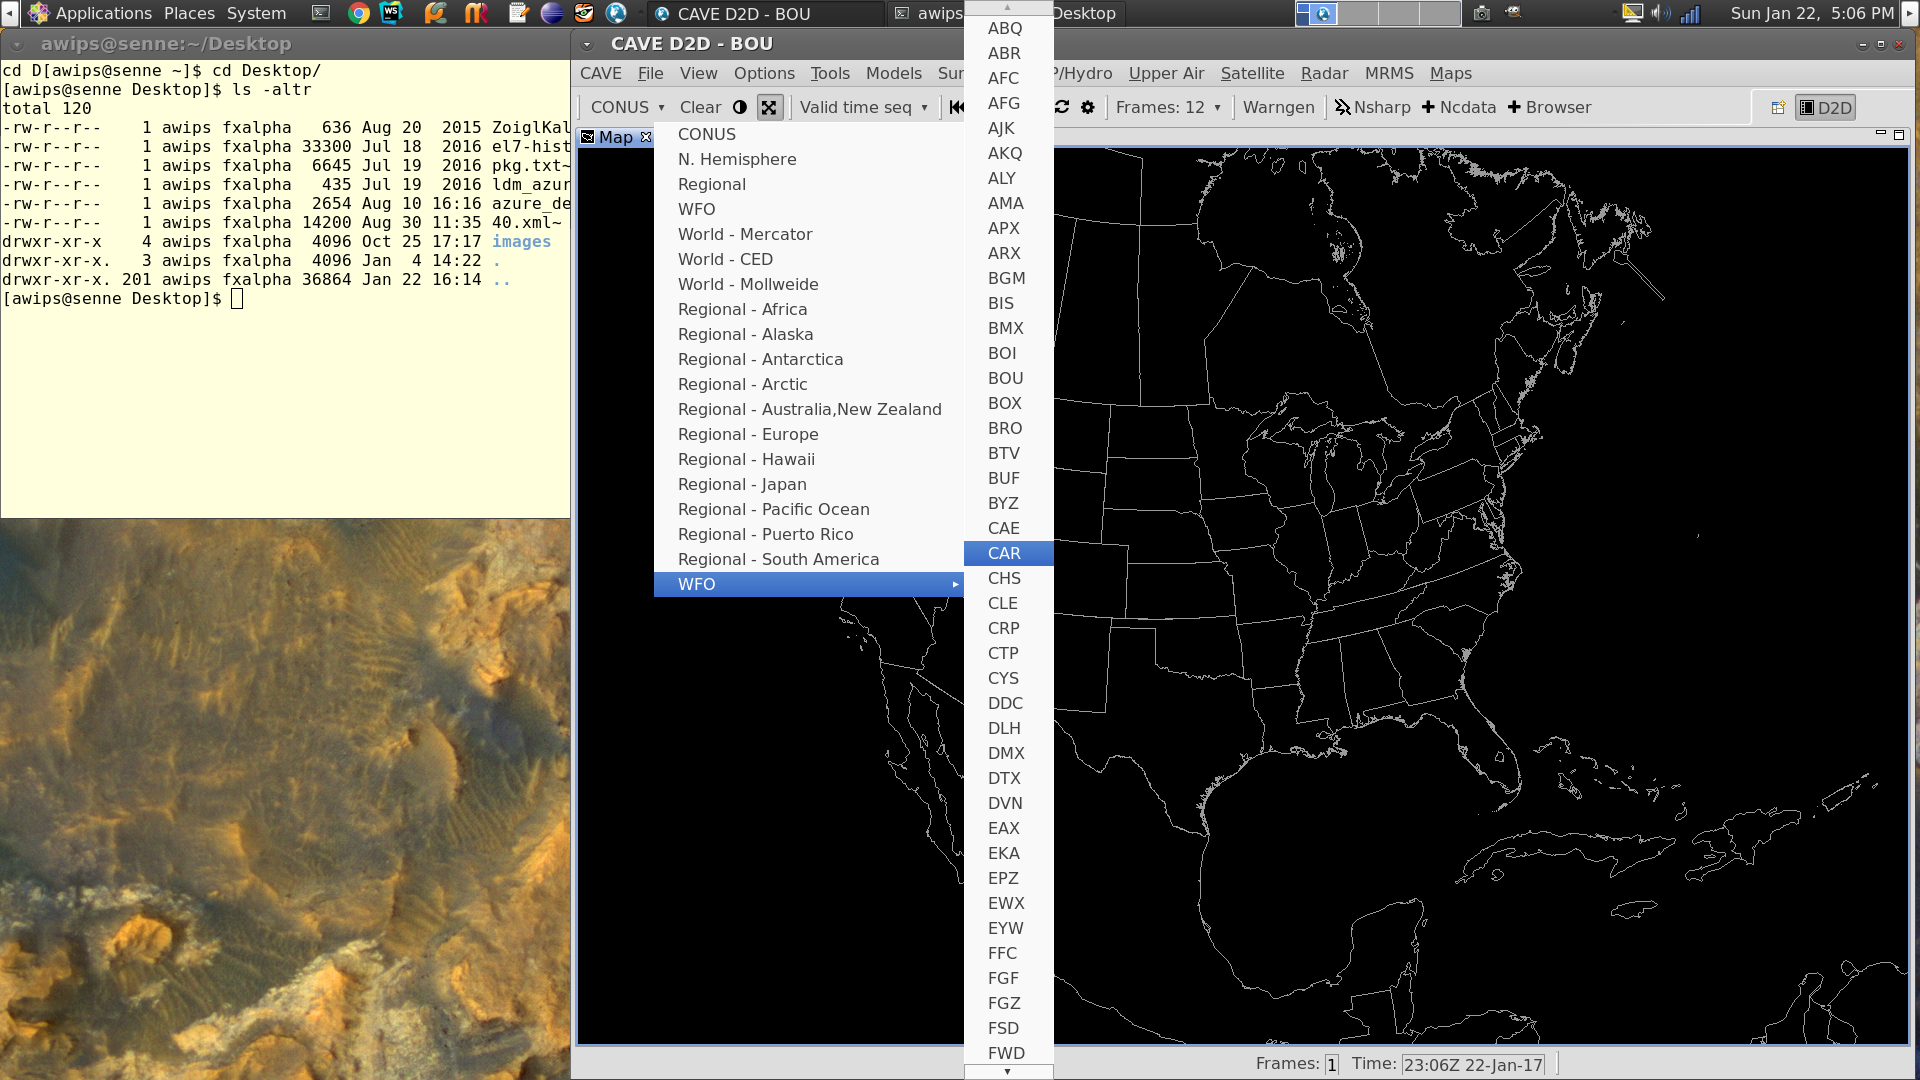 Applications Places System
CAVE D2D - BOU
awips
Desktop
Sun Jan 22, 5:06 PM
awips@senne:~/Desktop
cd D[awips@senne ~]$ cd Desktop/
[awips@senne Desktop]$ ls -altr
total 120
-rw-r--r-- 1 awips fxalpha 636 Aug 20 2015 ZoiglKal
-rw-r--r-- 1 awips fxalpha 33300 Jul 18 2016 el7-hist
-rw-r--r-- 1 awips fxalpha 6645 Jul 19 2016 pkg.txt~
-rw-r--r-- 1 awips fxalpha 435 Jul 19 2016 ldm_azur
-rw-r--r-- 1 awips fxalpha 2654 Aug 10 16:16 azure_de
-rw-r--r-- 1 awips fxalpha 14200 Aug 30 11:35 40.xml~
drwxr-xr-x 4 awips fxalpha 4096 Oct 25 17:17 images
drwxr-xr-x. 3 awips fxalpha 4096 Jan 4 14:22 .
drwxr-xr-x. 201 awips fxalpha 36864 Jan 22 16:14 ..
[awips@senne Desktop]$
CAVE D2D - BOU
CAVE File View Options Tools Models Sur P/Hydro Upper Air Satellite Radar MRMS Maps
CONUS Clear Valid time seq Frames: 12 Warngen Nsharp Ncdata Browser D2D
Map
CONUS
N. Hemisphere
Regional
WFO
World - Mercator
World - CED
World - Mollweide
Regional - Africa
Regional - Alaska
Regional - Antarctica
Regional - Arctic
Regional - Australia,New Zealand
Regional - Europe
Regional - Hawaii
Regional - Japan
Regional - Pacific Ocean
Regional - Puerto Rico
Regional - South America
WFO
ABQ
ABR
AFC
AFG
AJK
AKQ
ALY
AMA
APX
ARX
BGM
BIS
BMX
BOI
BOU
BOX
BRO
BTV
BUF
BYZ
CAE
CAR
CHS
CLE
CRP
CTP
CYS
DDC
DLH
DMX
DTX
DVN
EAX
EKA
EPZ
EWX
EYW
FFC
FGF
FGZ
FSD
FWD
Frames: 1 Time: 23:06Z 22-Jan-17